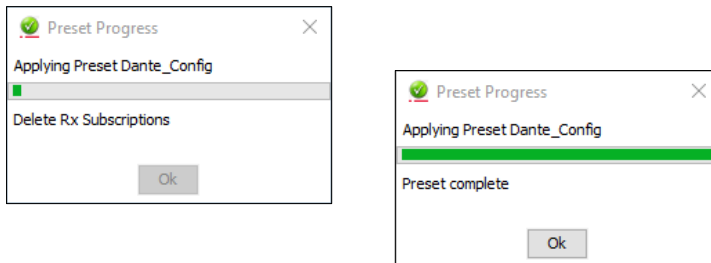 Preset Progress
Applying Preset Dante_Config
Delete Rx Subscriptions
Ok
Preset Progress
Applying Preset Dante_Config
Preset complete
Ok